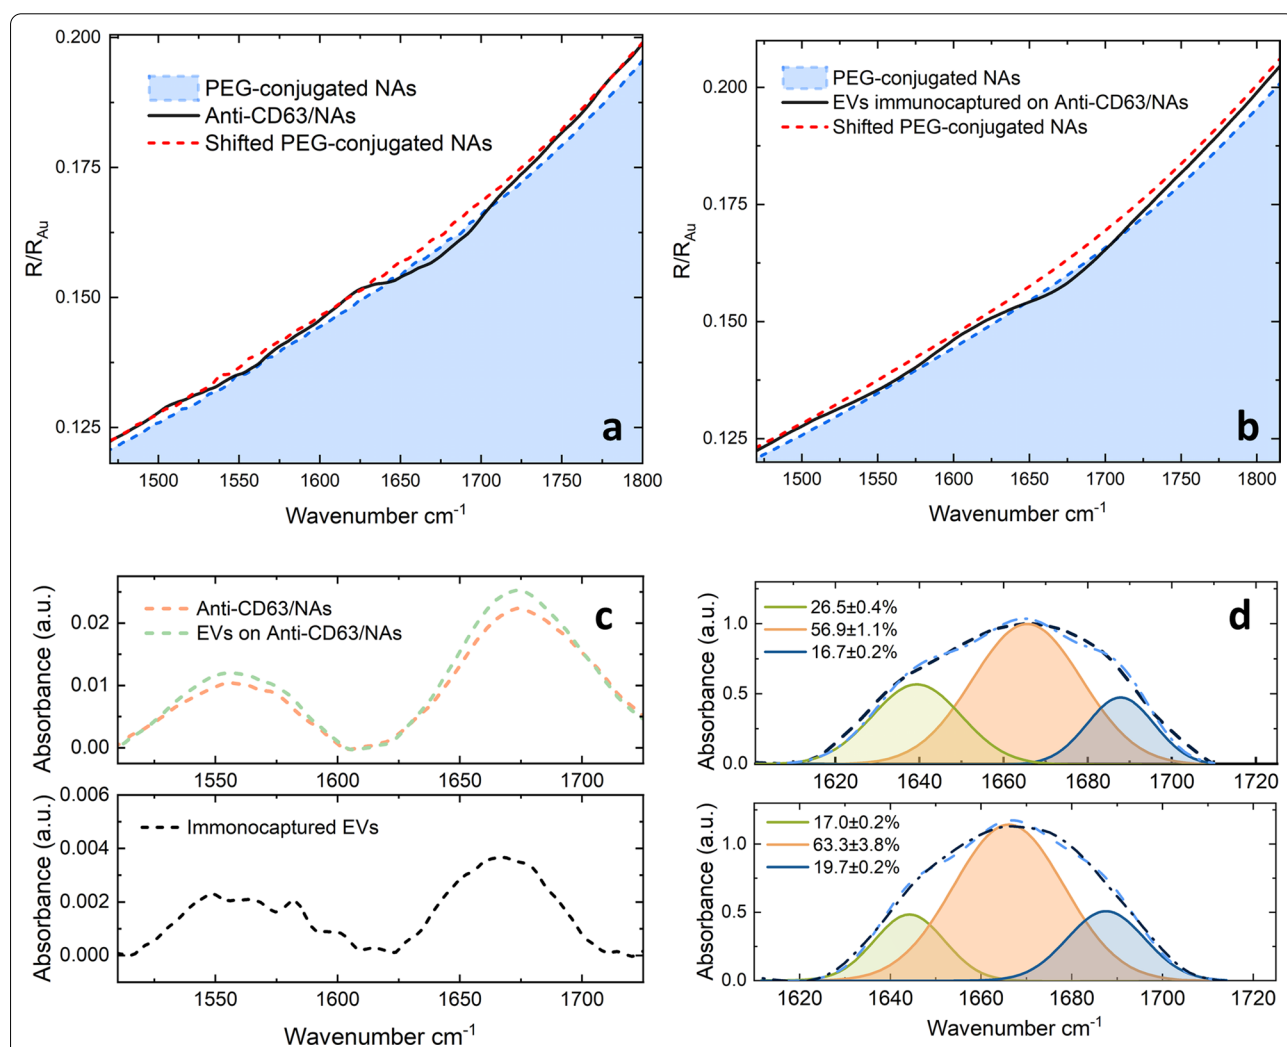 0.200
0.175
0.150
0.125
R/R_Au
PEG-conjugated NAs
Anti-CD63/NAs
Shifted PEG-conjugated NAs
a
1500 1550 1600 1650 1700 1750 1800
Wavenumber cm⁻¹
0.200
0.175
0.150
0.125
R/R_Au
PEG-conjugated NAs
EVs immunocaptured on Anti-CD63/NAs
Shifted PEG-conjugated NAs
b
1500 1550 1600 1650 1700 1750 1800
Wavenumber cm⁻¹
Absorbance (a.u.)
0.02
0.01
0.00
Anti-CD63/NAs
EVs on Anti-CD63/NAs
c
1550 1600 1650 1700
Absorbance (a.u.)
0.006
0.004
0.002
0.000
Immonocaptured EVs
1550 1600 1650 1700
Wavenumber cm⁻¹
Absorbance (a.u.)
1.0
0.5
0.0
26.5±0.4%
56.9±1.1%
16.7±0.2%
d
1620 1640 1660 1680 1700 1720
Absorbance (a.u.)
1.0
0.5
0.0
17.0±0.2%
63.3±3.8%
19.7±0.2%
1620 1640 1660 1680 1700 1720
Wavenumber cm⁻¹